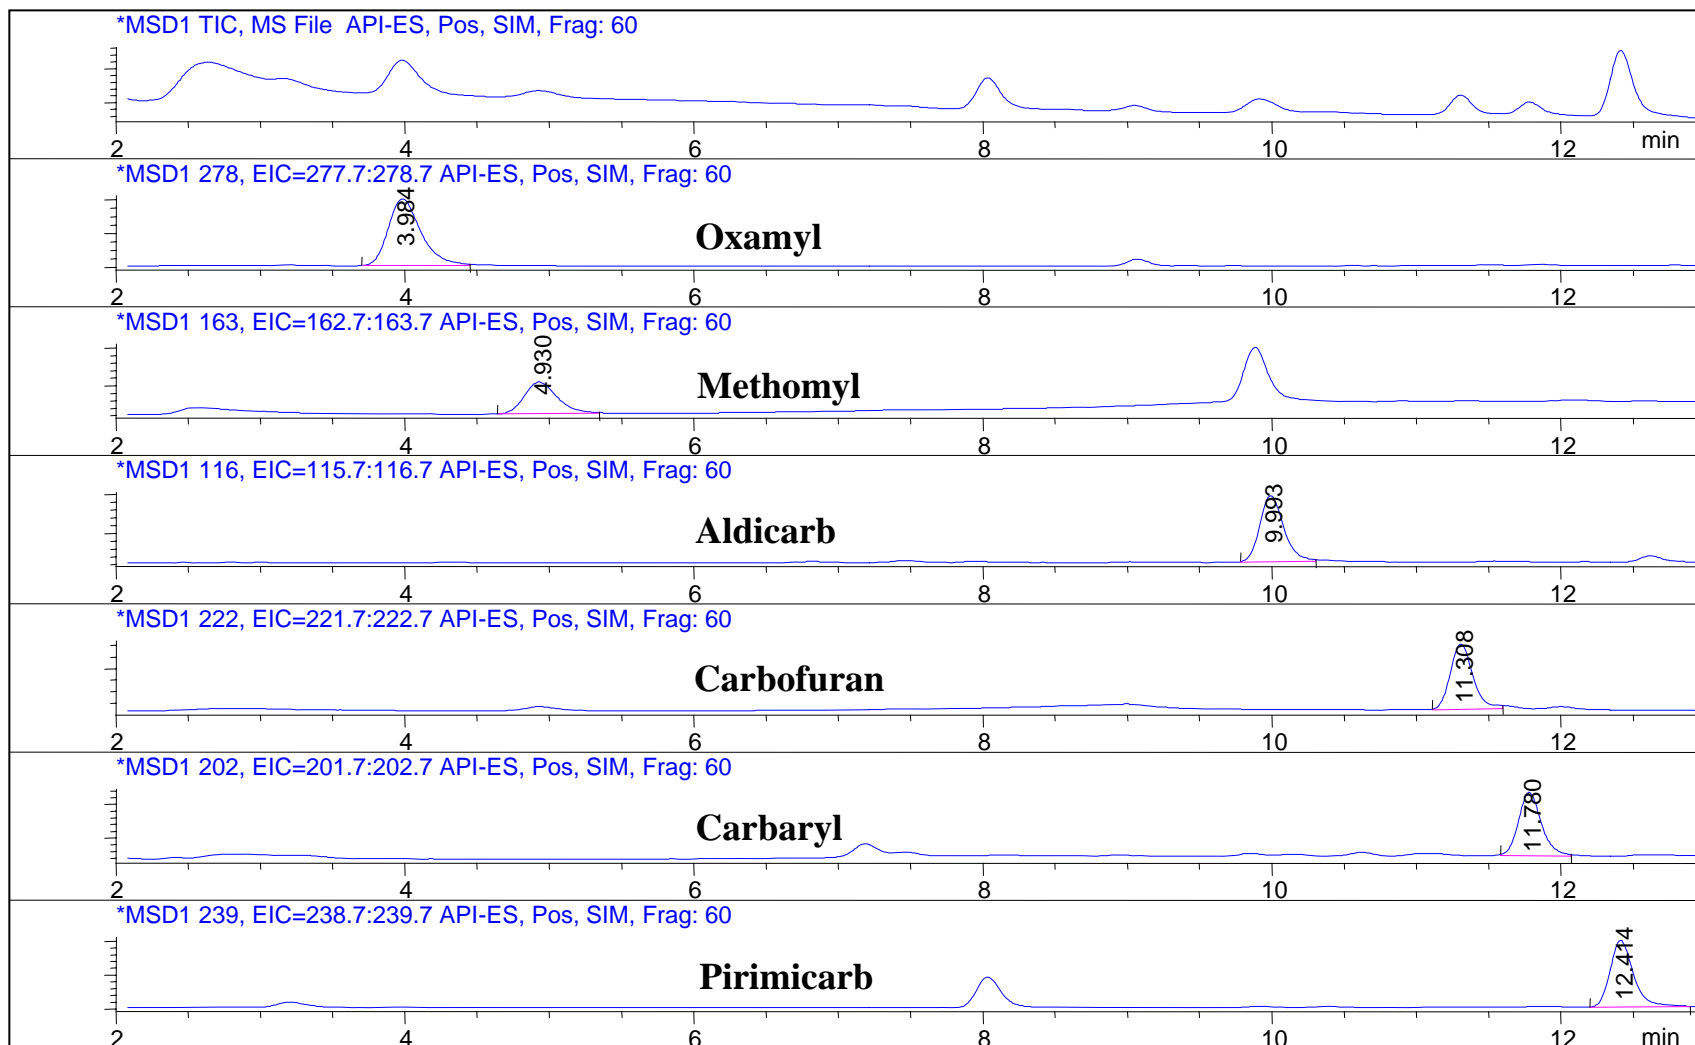 *MSD1 TIC, MS File  API-ES, Pos, SIM, Frag: 60
2 4 6 8 10 12 min
*MSD1 278, EIC=277.7:278.7 API-ES, Pos, SIM, Frag: 60
3.984
Oxamyl
2 4 6 8 10 12
*MSD1 163, EIC=162.7:163.7 API-ES, Pos, SIM, Frag: 60
4.930
Methomyl
2 4 6 8 10 12
*MSD1 116, EIC=115.7:116.7 API-ES, Pos, SIM, Frag: 60
Aldicarb
9.993
2 4 6 8 10 12
*MSD1 222, EIC=221.7:222.7 API-ES, Pos, SIM, Frag: 60
Carbofuran
11.308
2 4 6 8 10 12
*MSD1 202, EIC=201.7:202.7 API-ES, Pos, SIM, Frag: 60
Carbaryl
11.780
2 4 6 8 10 12
*MSD1 239, EIC=238.7:239.7 API-ES, Pos, SIM, Frag: 60
Pirimicarb
12.414
2 4 6 8 10 12 min